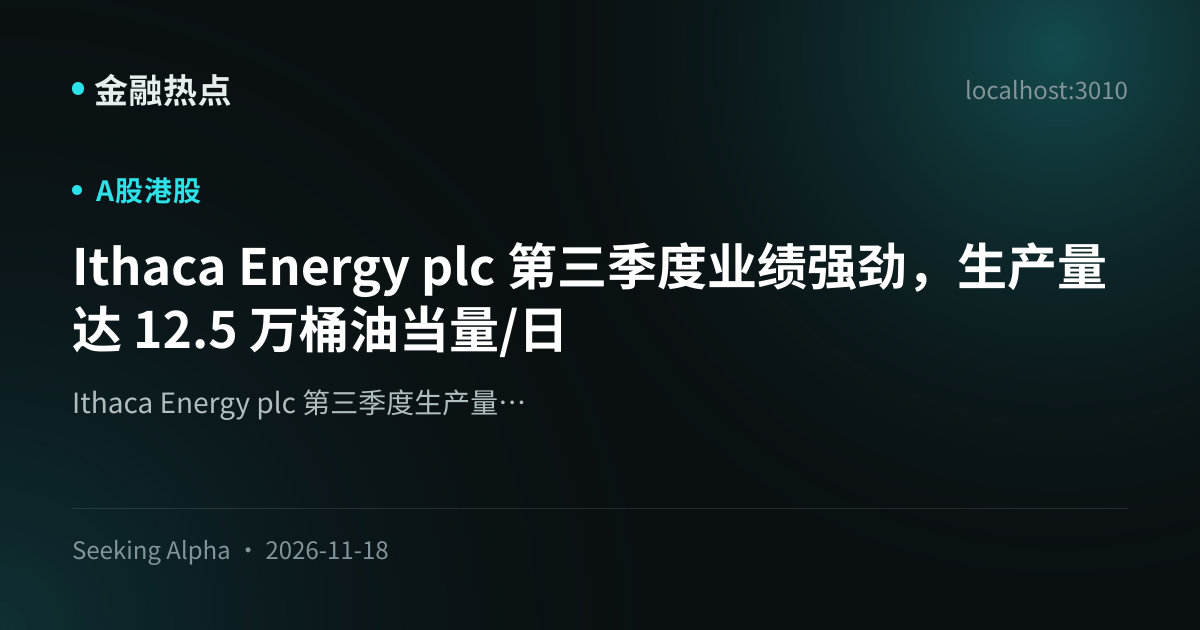 金融热点
localhost:3010
A股港股
Ithaca Energy plc 第三季度业绩强劲，生产量
达 12.5 万桶油当量/日
Ithaca Energy plc 第三季度生产量…
Seeking Alpha • 2026-11-18